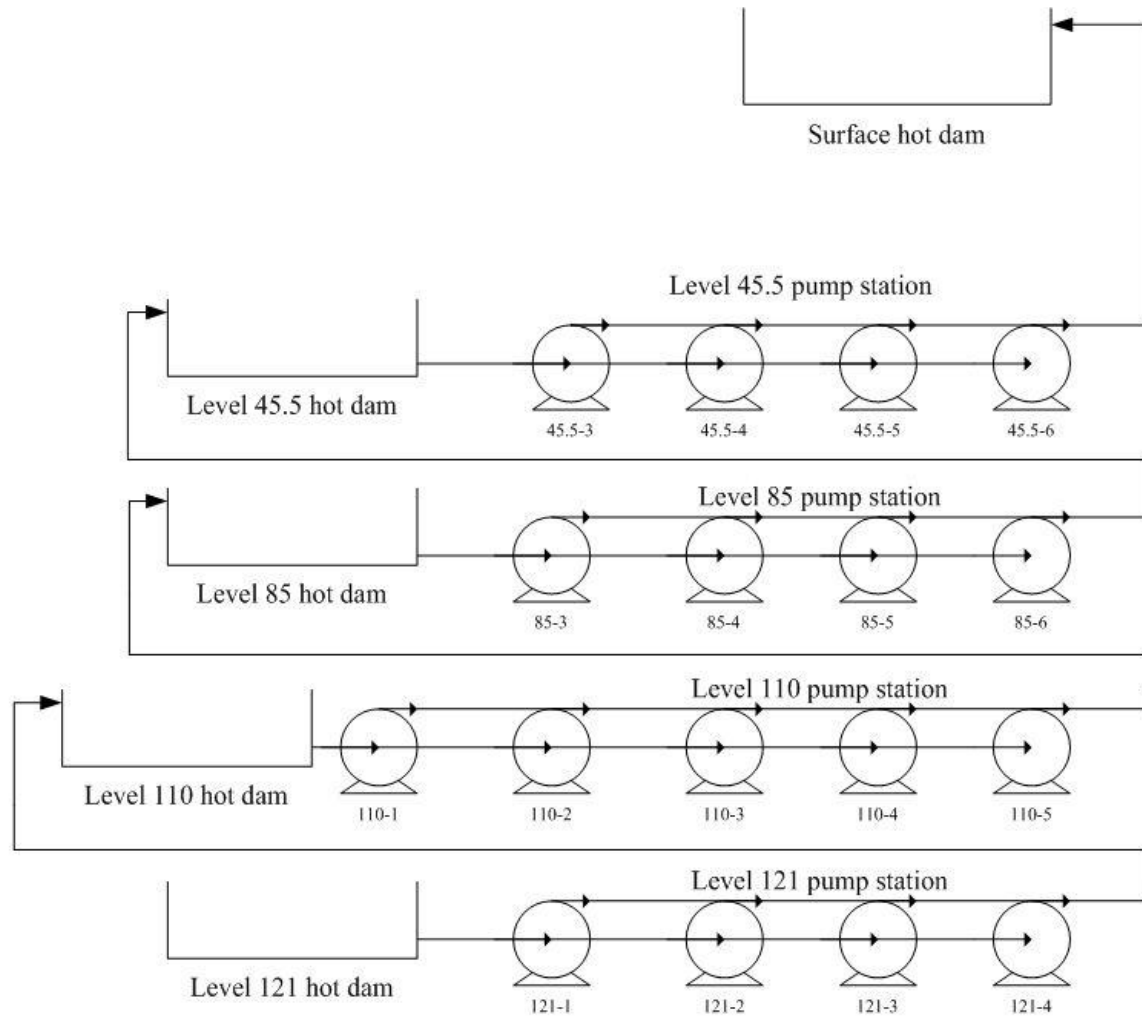 Surface hot dam
Level 45.5 pump station
Level 45.5 hot dam
45.5-3
45.5-4
45.5-5
45.5-6
Level 85 pump station
Level 85 hot dam
85-3
85-4
85-5
85-6
Level 110 pump station
Level 110 hot dam
110-1
110-2
110-3
110-4
110-5
Level 121 pump station
Level 121 hot dam
121-1
121-2
121-3
121-4